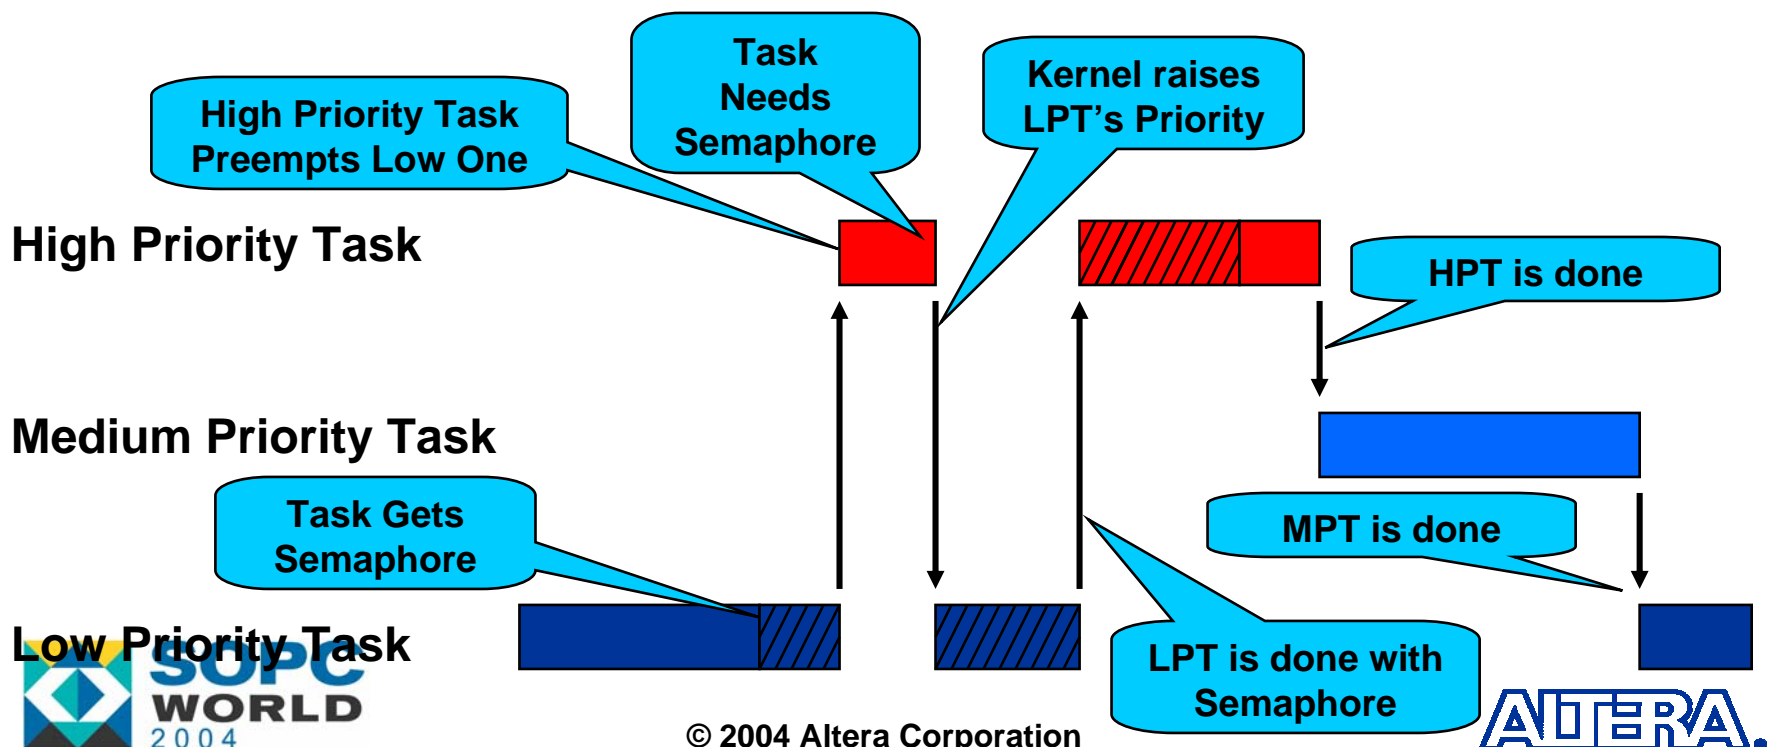 Task
Needs
Semaphore
Kernel raises
LPT's Priority
High Priority Task
Preempts Low One
High Priority Task
HPT is done
Medium Priority Task
Task Gets
Semaphore
MPT is done
Low Priority Task
LPT is done with
Semaphore
SOPC
WORLD
2004
© 2004 Altera Corporation
ALTERA.